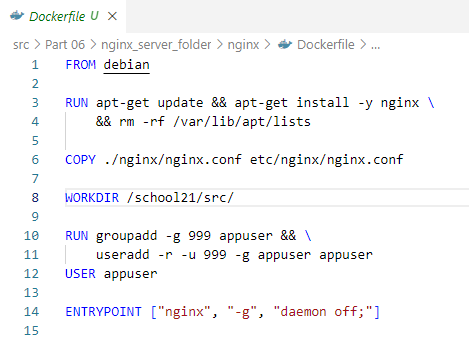 Dockerfile U ×
src > Part 06 > nginx_server_folder > nginx > Dockerfile > ...
1 FROM debian
2
3 RUN apt-get update && apt-get install -y nginx \
4 && rm -rf /var/lib/apt/lists
5
6 COPY ./nginx/nginx.conf etc/nginx/nginx.conf
7
8 WORKDIR /school21/src/
9
10 RUN groupadd -g 999 appuser && \
11 useradd -r -u 999 -g appuser appuser
12 USER appuser
13
14 ENTRYPOINT ["nginx", "-g", "daemon off;"]
15